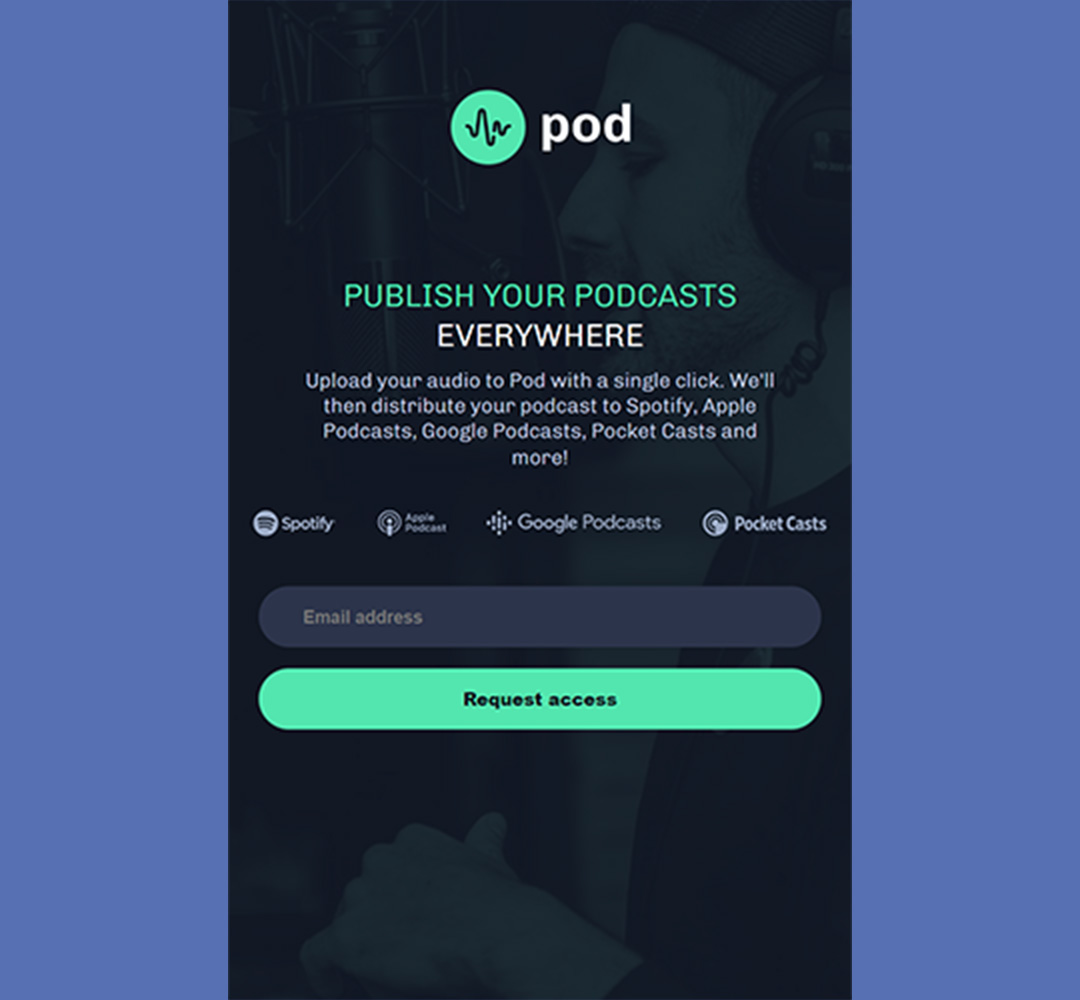 pod
PUBLISH YOUR PODCASTS
EVERYWHERE
Upload your audio to Pod with a single click. We'll
then distribute your podcast to Spotify, Apple
Podcasts, Google Podcasts, Pocket Casts and
more!
Spotify
Apple
Podcast
Google Podcasts
Pocket Casts
Email address
Request access